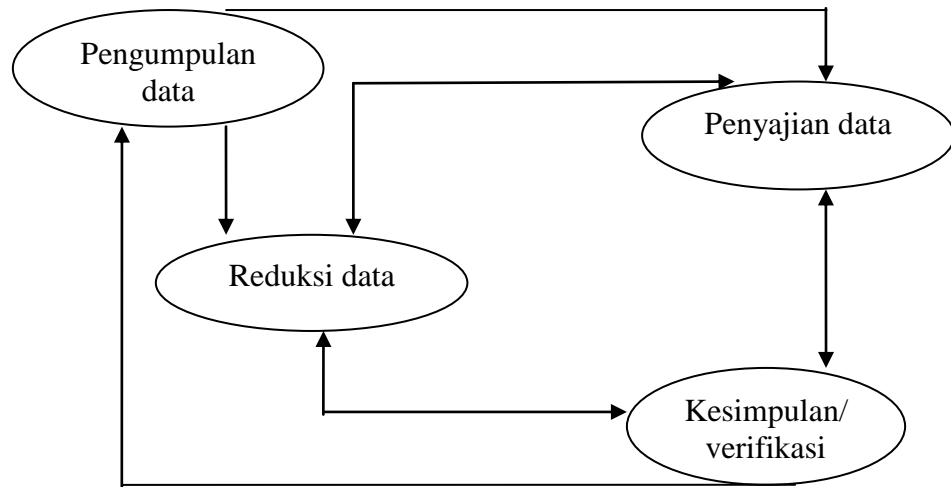 Pengumpulan
data
Penyajian data
Reduksi data
Kesimpulan/
verifikasi